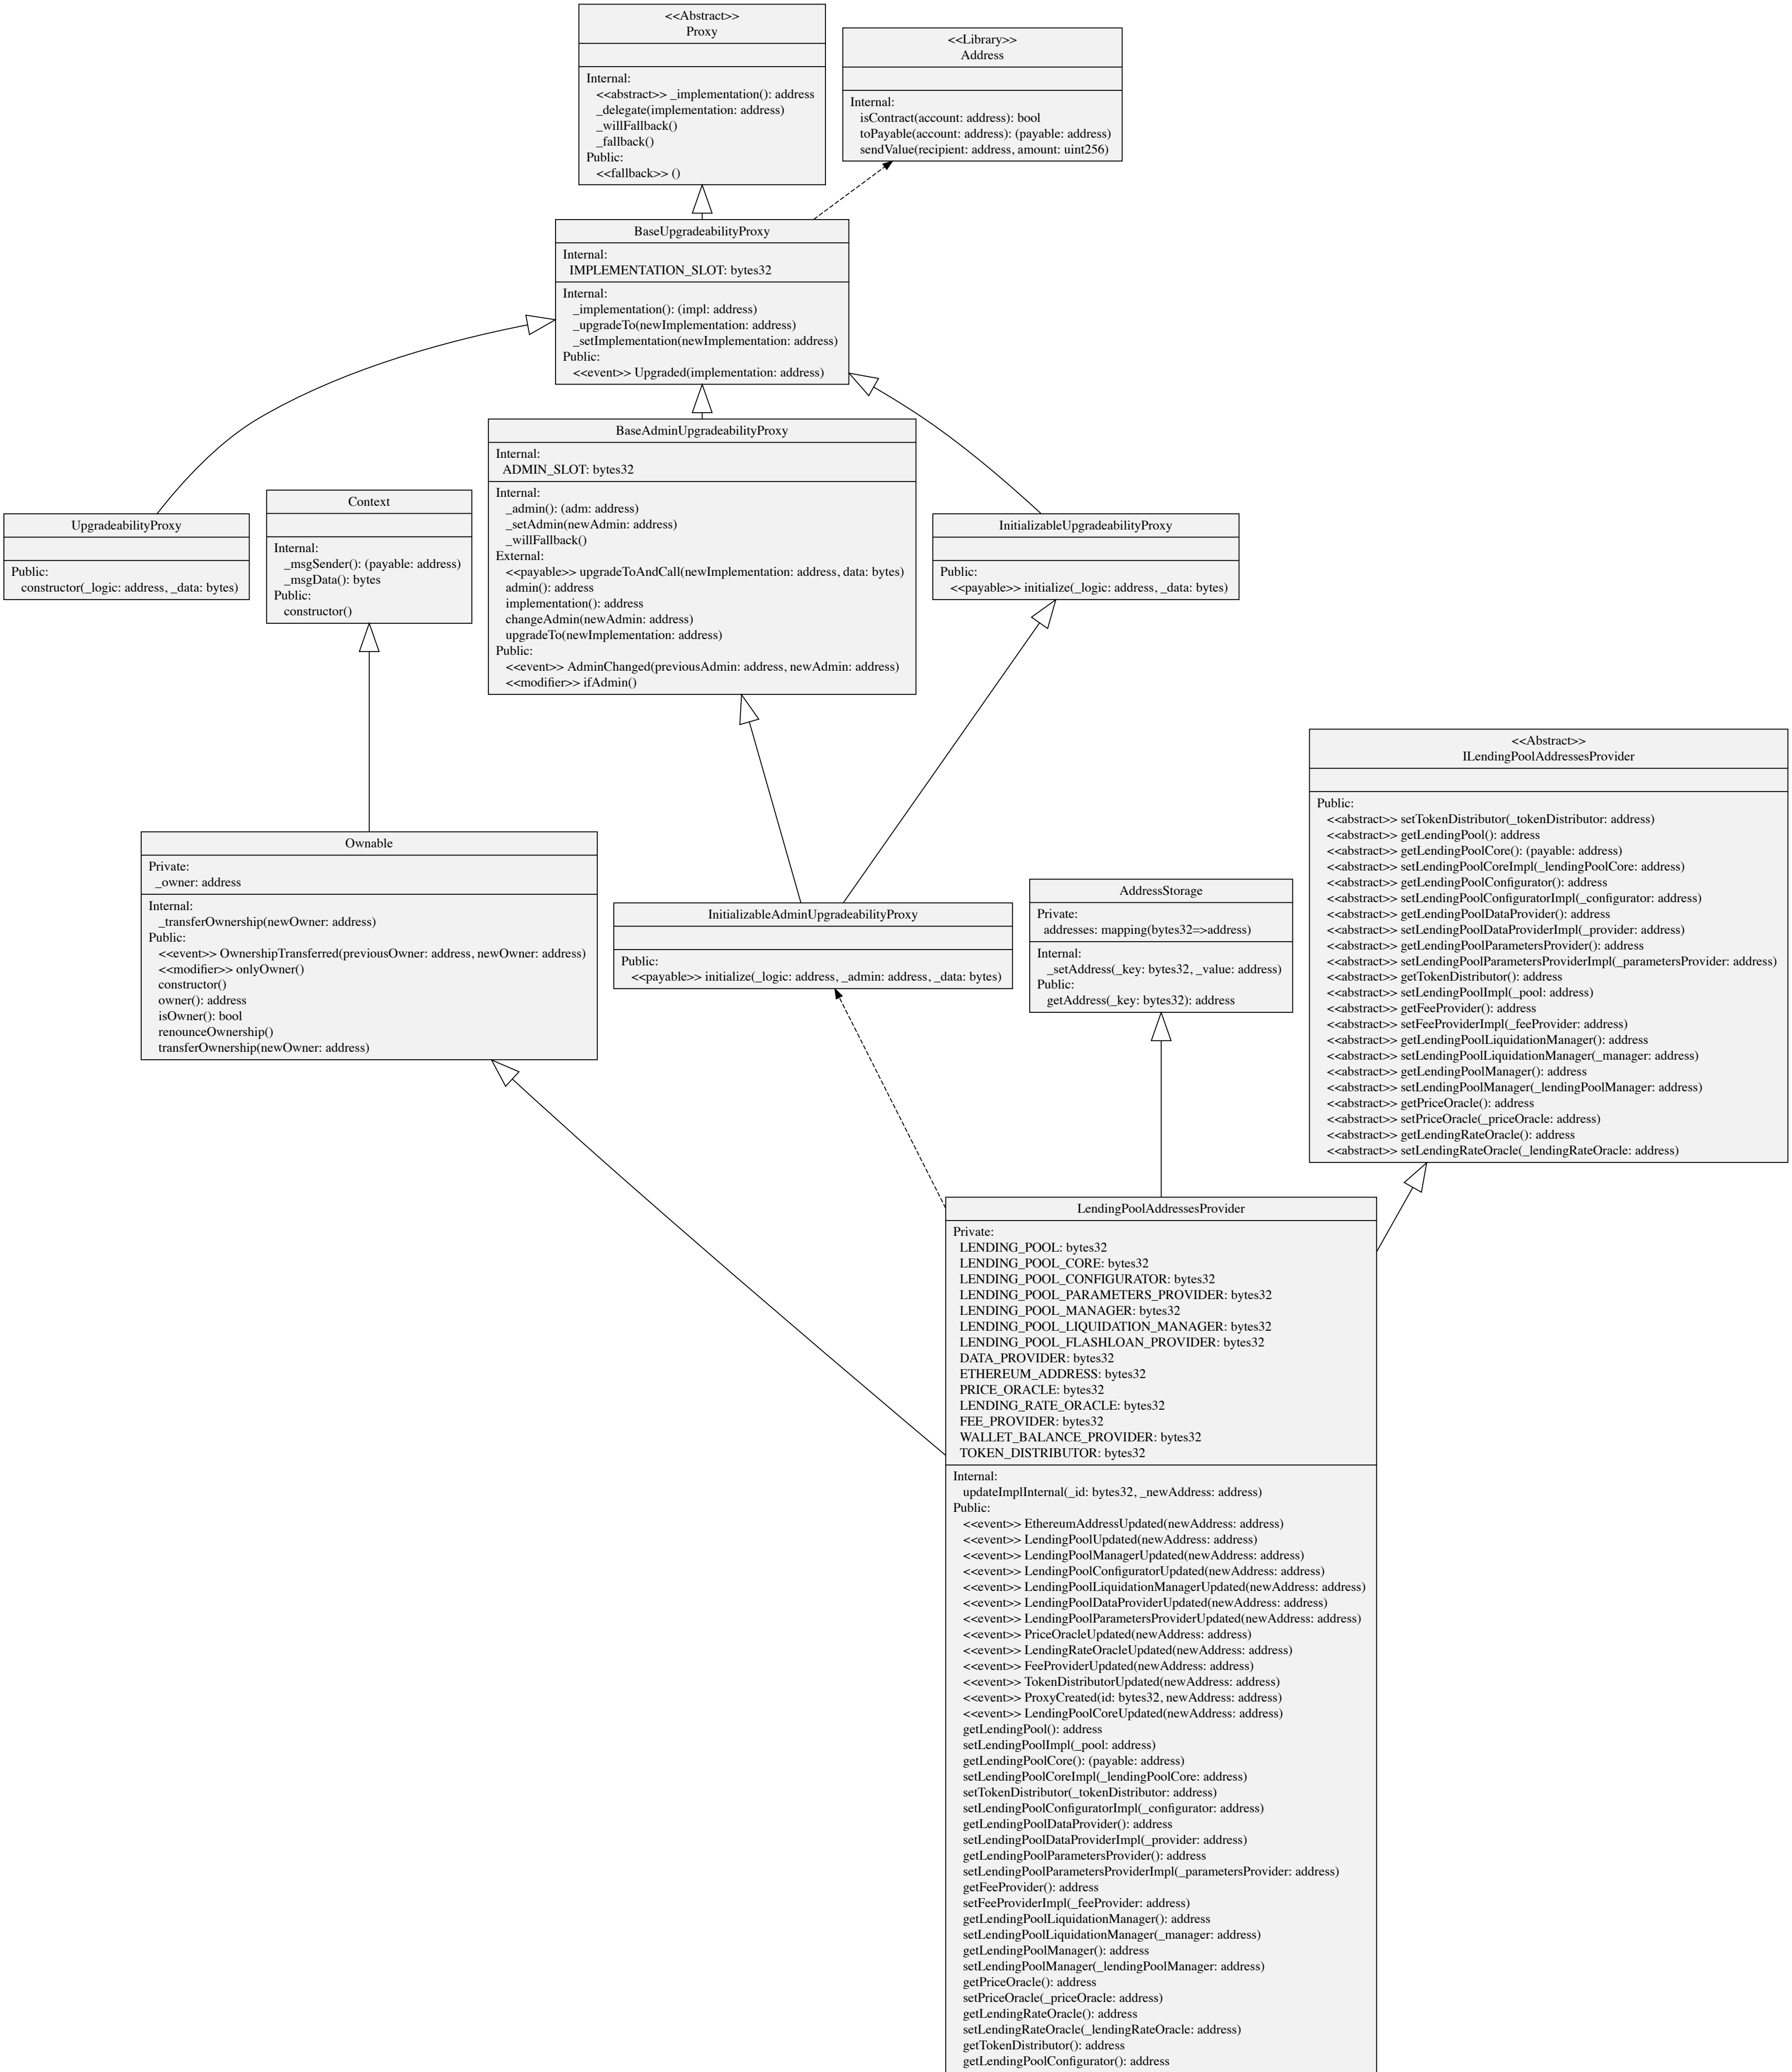 <<Abstract>>
Proxy
Internal:
<<abstract>> _implementation(): address
_delegate(implementation: address)
_willFallback()
_fallback()
Public:
<<fallback>> ()
<<Library>>
Address
Internal:
isContract(account: address): bool
toPayable(account: address): (payable: address)
sendValue(recipient: address, amount: uint256)
BaseUpgradeabilityProxy
Internal:
IMPLEMENTATION_SLOT: bytes32
Internal:
_implementation(): (impl: address)
_upgradeTo(newImplementation: address)
_setImplementation(newImplementation: address)
Public:
<<event>> Upgraded(implementation: address)
UpgradeabilityProxy
Public:
constructor(_logic: address, _data: bytes)
Context
Internal:
_msgSender(): (payable: address)
_msgData(): bytes
Public:
constructor()
BaseAdminUpgradeabilityProxy
Internal:
ADMIN_SLOT: bytes32
Internal:
_admin(): (adm: address)
_setAdmin(newAdmin: address)
_willFallback()
External:
<<payable>> upgradeToAndCall(newImplementation: address, data: bytes)
admin(): address
implementation(): address
changeAdmin(newAdmin: address)
upgradeTo(newImplementation: address)
Public:
<<event>> AdminChanged(previousAdmin: address, newAdmin: address)
<<modifier>> ifAdmin()
InitializableUpgradeabilityProxy
Public:
<<payable>> initialize(_logic: address, _data: bytes)
Ownable
Private:
_owner: address
Internal:
_transferOwnership(newOwner: address)
Public:
<<event>> OwnershipTransferred(previousOwner: address, newOwner: address)
<<modifier>> onlyOwner()
constructor()
owner(): address
isOwner(): bool
renounceOwnership()
transferOwnership(newOwner: address)
InitializableAdminUpgradeabilityProxy
Public:
<<payable>> initialize(_logic: address, _admin: address, _data: bytes)
AddressStorage
Private:
addresses: mapping(bytes32=>address)
Internal:
_setAddress(_key: bytes32, _value: address)
Public:
getAddress(_key: bytes32): address
<<Abstract>>
ILendingPoolAddressesProvider
Public:
<<abstract>> setTokenDistributor(_tokenDistributor: address)
<<abstract>> getLendingPool(): address
<<abstract>> getLendingPoolCore(): (payable: address)
<<abstract>> setLendingPoolCoreImpl(_lendingPoolCore: address)
<<abstract>> getLendingPoolConfigurator(): address
<<abstract>> setLendingPoolConfiguratorImpl(_configurator: address)
<<abstract>> getLendingPoolDataProvider(): address
<<abstract>> setLendingPoolDataProviderImpl(_provider: address)
<<abstract>> getLendingPoolParametersProvider(): address
<<abstract>> setLendingPoolParametersProviderImpl(_parametersProvider: address)
<<abstract>> getTokenDistributor(): address
<<abstract>> setLendingPoolImpl(_pool: address)
<<abstract>> getFeeProvider(): address
<<abstract>> setFeeProviderImpl(_feeProvider: address)
<<abstract>> getLendingPoolLiquidationManager(): address
<<abstract>> setLendingPoolLiquidationManager(_manager: address)
<<abstract>> getLendingPoolManager(): address
<<abstract>> setLendingPoolManager(_lendingPoolManager: address)
<<abstract>> getPriceOracle(): address
<<abstract>> setPriceOracle(_priceOracle: address)
<<abstract>> getLendingRateOracle(): address
<<abstract>> setLendingRateOracle(_lendingRateOracle: address)
LendingPoolAddressesProvider
Private:
LENDING_POOL: bytes32
LENDING_POOL_CORE: bytes32
LENDING_POOL_CONFIGURATOR: bytes32
LENDING_POOL_PARAMETERS_PROVIDER: bytes32
LENDING_POOL_MANAGER: bytes32
LENDING_POOL_LIQUIDATION_MANAGER: bytes32
LENDING_POOL_FLASHLOAN_PROVIDER: bytes32
DATA_PROVIDER: bytes32
ETHEREUM_ADDRESS: bytes32
PRICE_ORACLE: bytes32
LENDING_RATE_ORACLE: bytes32
FEE_PROVIDER: bytes32
WALLET_BALANCE_PROVIDER: bytes32
TOKEN_DISTRIBUTOR: bytes32
Internal:
updateImplInternal(_id: bytes32, _newAddress: address)
Public:
<<event>> EthereumAddressUpdated(newAddress: address)
<<event>> LendingPoolUpdated(newAddress: address)
<<event>> LendingPoolManagerUpdated(newAddress: address)
<<event>> LendingPoolConfiguratorUpdated(newAddress: address)
<<event>> LendingPoolLiquidationManagerUpdated(newAddress: address)
<<event>> LendingPoolDataProviderUpdated(newAddress: address)
<<event>> LendingPoolParametersProviderUpdated(newAddress: address)
<<event>> PriceOracleUpdated(newAddress: address)
<<event>> LendingRateOracleUpdated(newAddress: address)
<<event>> FeeProviderUpdated(newAddress: address)
<<event>> TokenDistributorUpdated(newAddress: address)
<<event>> ProxyCreated(id: bytes32, newAddress: address)
<<event>> LendingPoolCoreUpdated(newAddress: address)
getLendingPool(): address
setLendingPoolImpl(_pool: address)
getLendingPoolCore(): (payable: address)
setLendingPoolCoreImpl(_lendingPoolCore: address)
setTokenDistributor(_tokenDistributor: address)
setLendingPoolConfiguratorImpl(_configurator: address)
getLendingPoolDataProvider(): address
setLendingPoolDataProviderImpl(_provider: address)
getLendingPoolParametersProvider(): address
setLendingPoolParametersProviderImpl(_parametersProvider: address)
getFeeProvider(): address
setFeeProviderImpl(_feeProvider: address)
getLendingPoolLiquidationManager(): address
setLendingPoolLiquidationManager(_manager: address)
getLendingPoolManager(): address
setLendingPoolManager(_lendingPoolManager: address)
getPriceOracle(): address
setPriceOracle(_priceOracle: address)
getLendingRateOracle(): address
setLendingRateOracle(_lendingRateOracle: address)
getTokenDistributor(): address
getLendingPoolConfigurator(): address